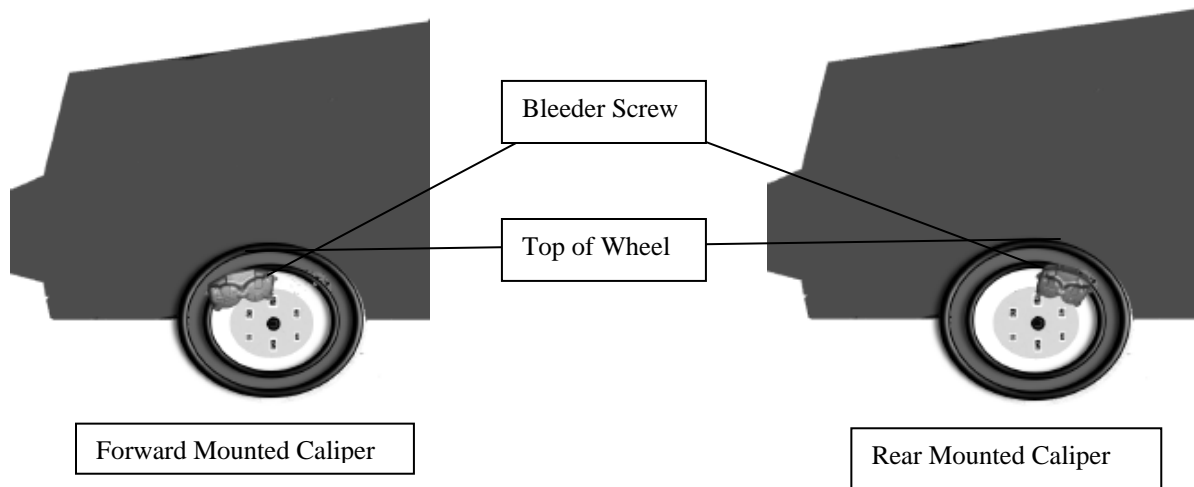 Bleeder Screw
Top of Wheel
Forward Mounted Caliper
Rear Mounted Caliper